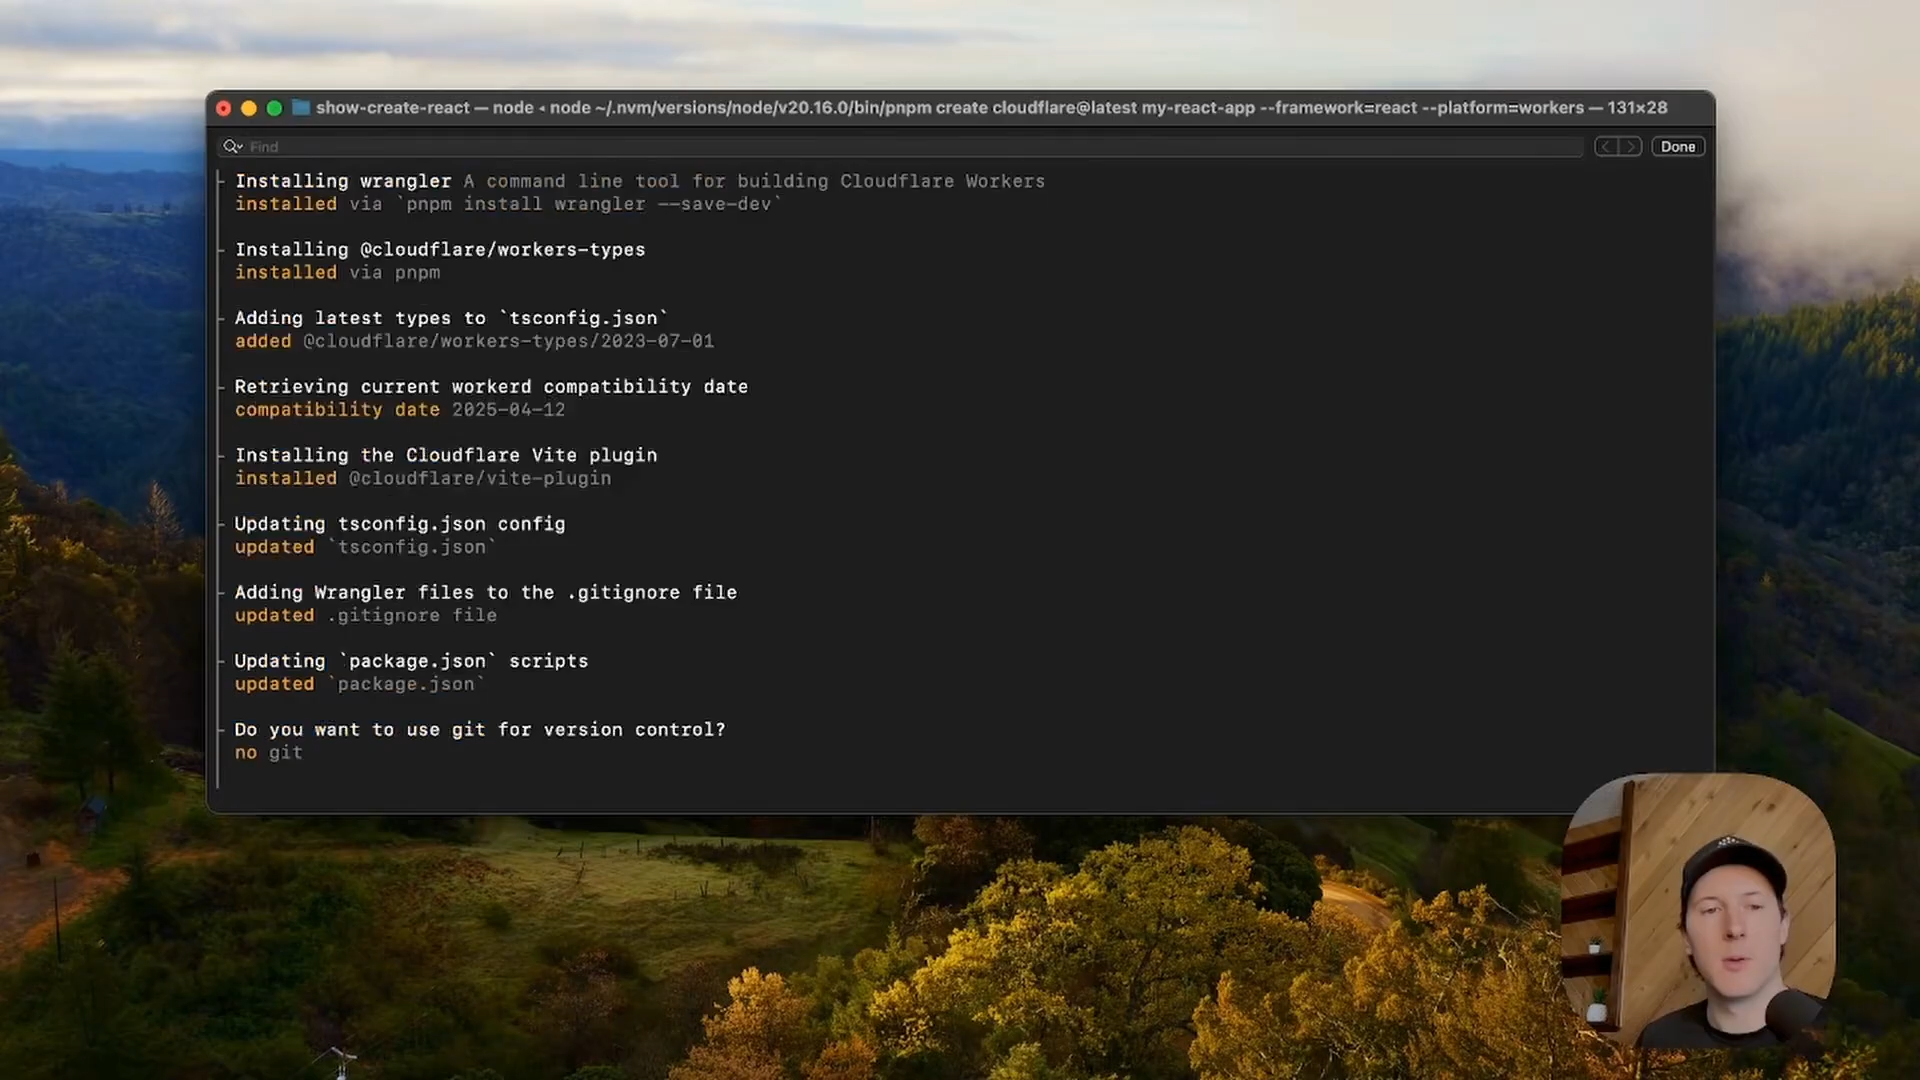 show-create-react — node ◂ node ~/.nvm/versions/node/v20.16.0/bin/pnpm create cloudflare@latest my-react-app --framework=react --platform=workers — 131×28
Find
Done
Installing wrangler A command line tool for building Cloudflare Workers
installed via `pnpm install wrangler --save-dev`
Installing @cloudflare/workers-types
installed via pnpm
Adding latest types to `tsconfig.json`
added @cloudflare/workers-types/2023-07-01
Retrieving current workerd compatibility date
compatibility date 2025-04-12
Installing the Cloudflare Vite plugin
installed @cloudflare/vite-plugin
Updating tsconfig.json config
updated `tsconfig.json`
Adding Wrangler files to the .gitignore file
updated .gitignore file
Updating `package.json` scripts
updated `package.json`
Do you want to use git for version control?
no git